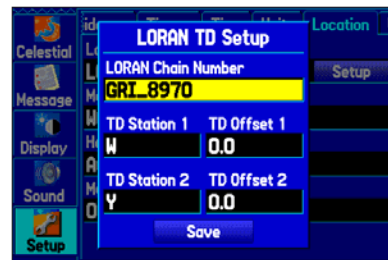 Location
LORAN TD Setup
Celestial
LORAN Chain Number
GRI_8970
Setup
Message
TD Station 1 TD Offset 1
W 0.0
Display
TD Station 2 TD Offset 2
Y 0.0
Sound
Save
Setup